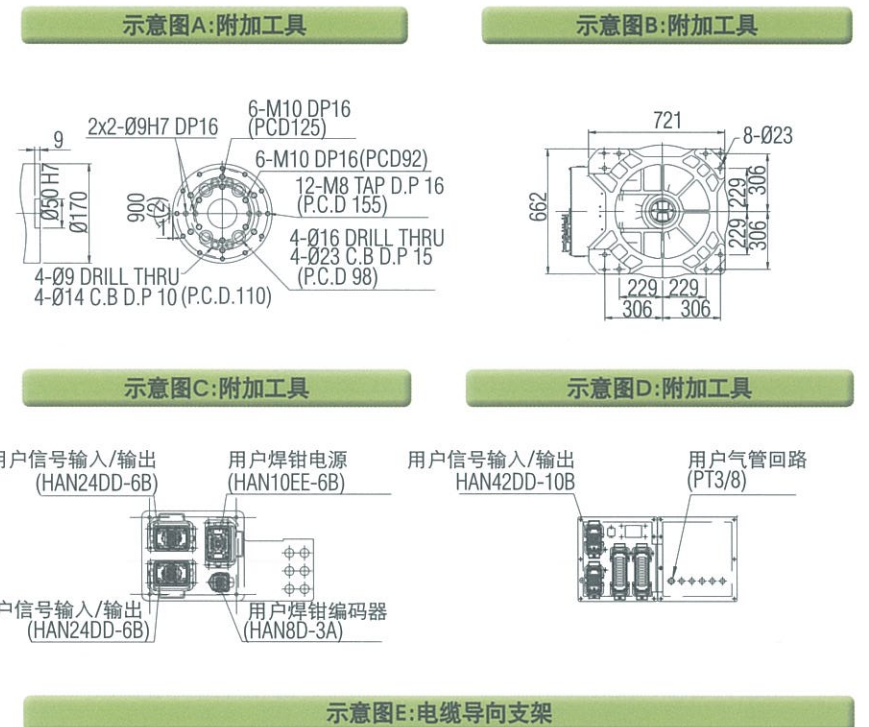 示意图A:附加工具
示意图B:附加工具
9
Ø50 H7
Ø170
2x2-Ø9H7 DP16
6-M10 DP16
(PCD125)
6-M10 DP16(PCD92)
12-M8 TAP D.P 16
(P.C.D 155)
900
4-Ø16 DRILL THRU
4-Ø23 C.B D.P 15
(P.C.D 98)
4-Ø9 DRILL THRU
4-Ø14 C.B D.P 10 (P.C.D.110)
721
8-Ø23
662
229
306
229
306
229
229
306
306
示意图C:附加工具
示意图D:附加工具
用户信号输入/输出
(HAN24DD-6B)
用户焊钳电源
(HAN10EE-6B)
户信号输入/输出
(HAN24DD-6B)
用户焊钳编码器
(HAN8D-3A)
用户信号输入/输出
HAN42DD-10B
用户气管回路
(PT3/8)
示意图E:电缆导向支架